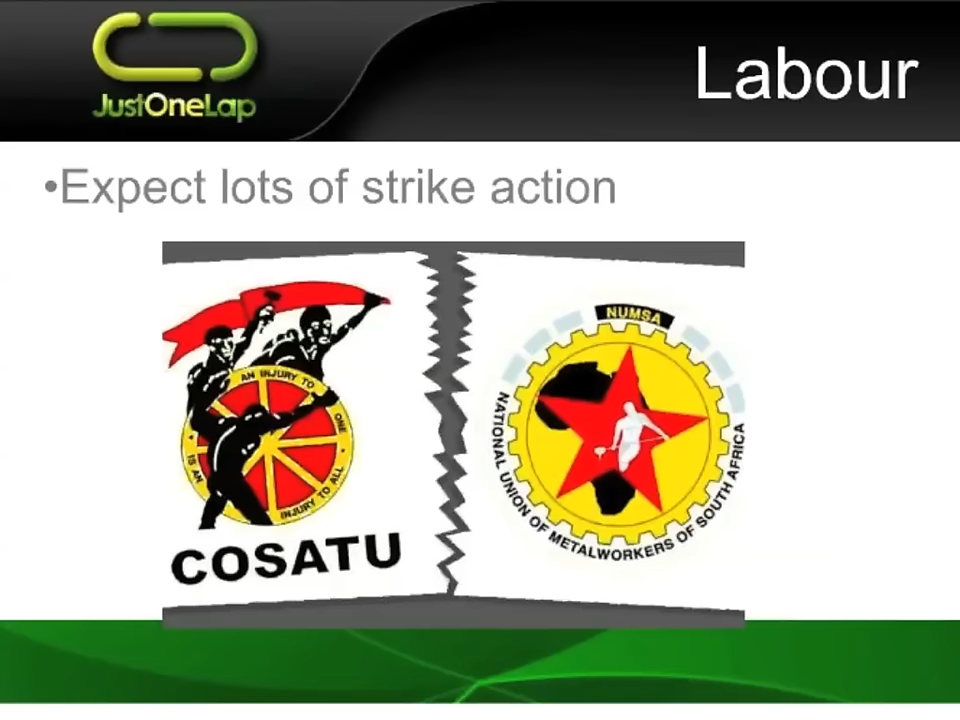 JustOneLap
Labour
•Expect lots of strike action
AN INJURY TO ONE
IS AN
INJURY TO ALL
COSATU
NUMSA
NATIONAL UNION OF METALWORKERS OF SOUTH AFRICA